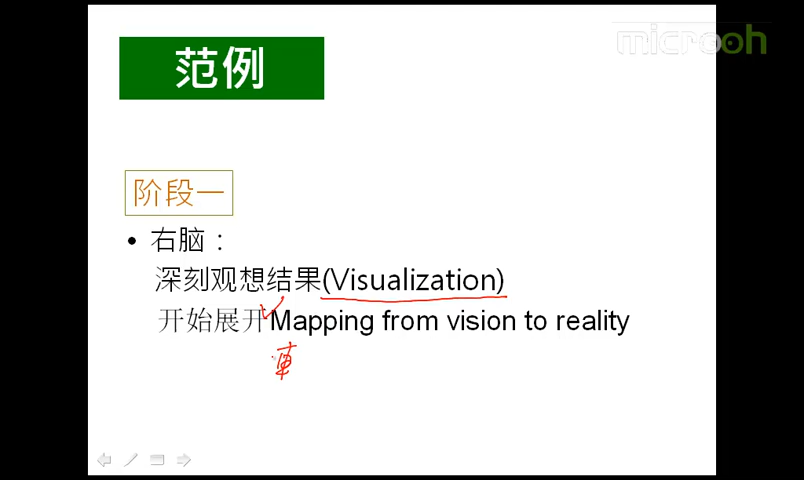 microoh
范例
阶段一
• 右脑：
深刻观想结果(Visualization)
开始展开Mapping from vision to reality